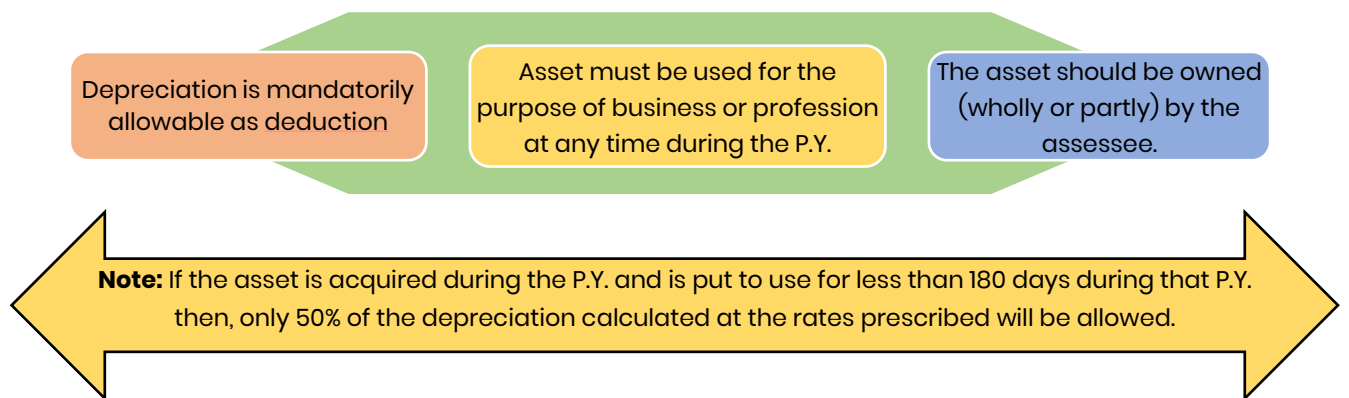 Depreciation is mandatorily
allowable as deduction
Asset must be used for the
purpose of business or profession
at any time during the P.Y.
The asset should be owned
(wholly or partly) by the
assessee.
Note: If the asset is acquired during the P.Y. and is put to use for less than 180 days during that P.Y.
then, only 50% of the depreciation calculated at the rates prescribed will be allowed.